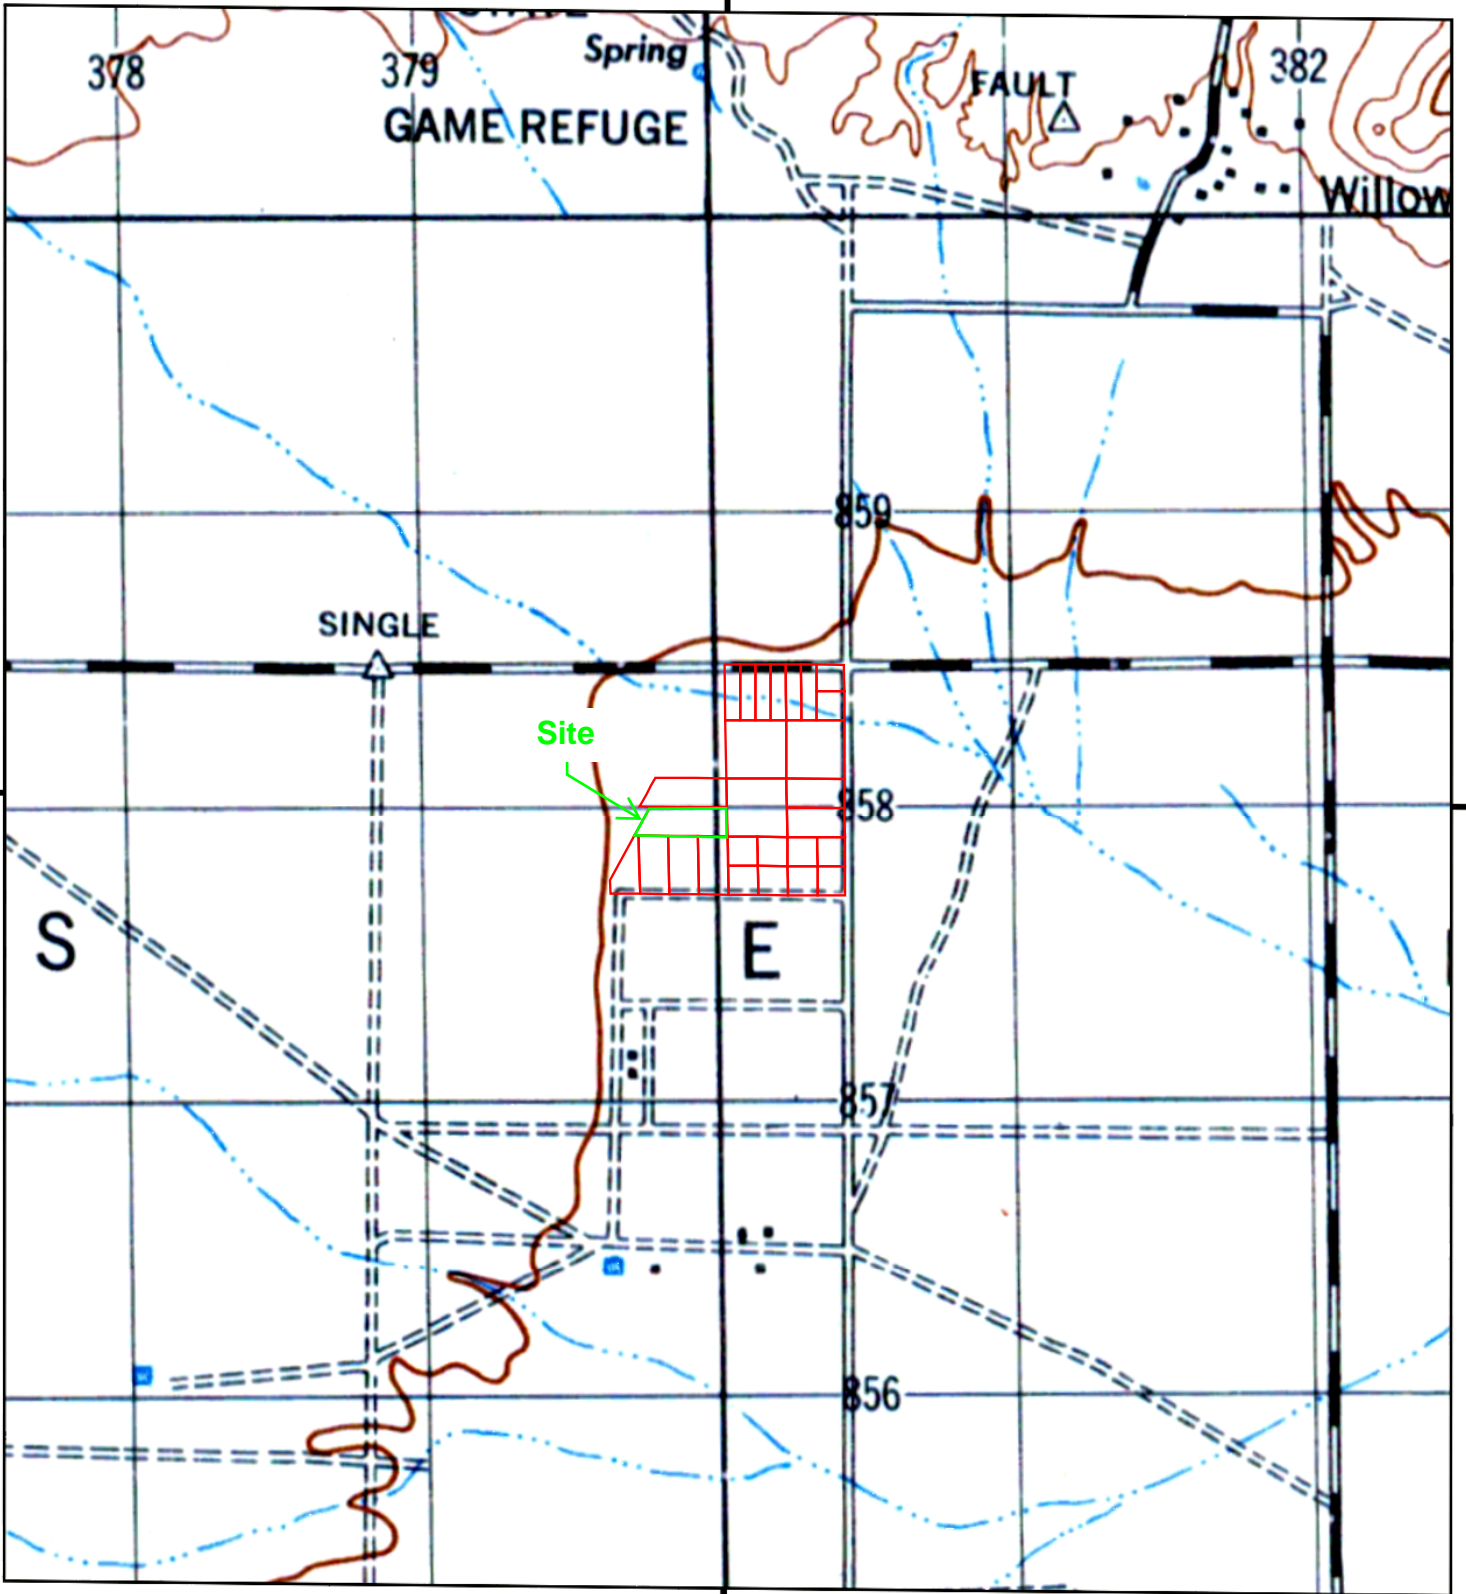 Spring
378
379
382
FAULT
GAME REFUGE
Willow
859
SINGLE
Site
858
S
E
857
856